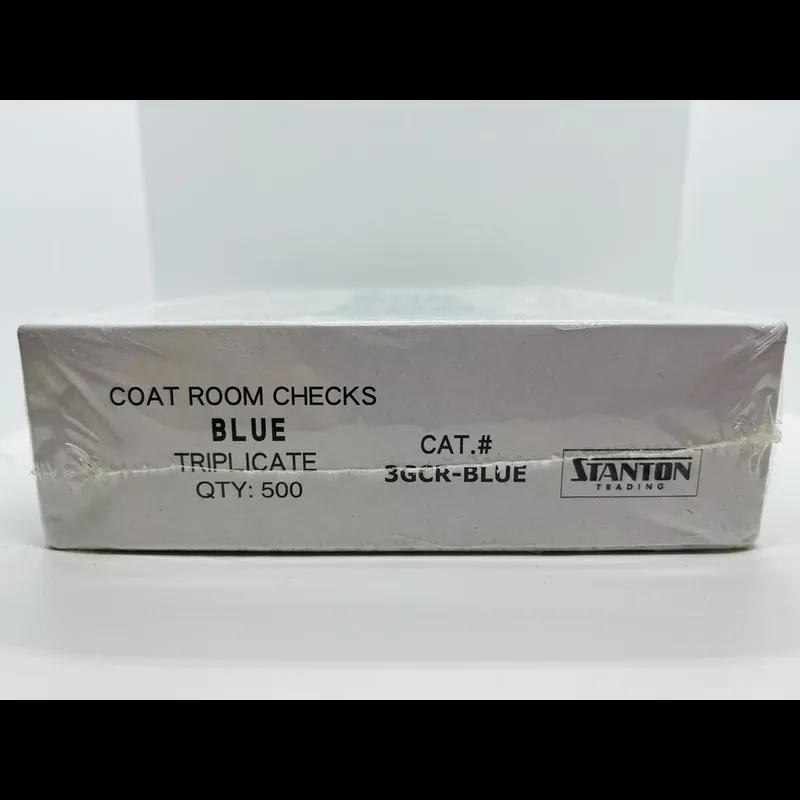 COAT ROOM CHECKS
BLUE
TRIPLICATE
QTY: 500
CAT.#
3GCR-BLUE
STANTON
TRADING